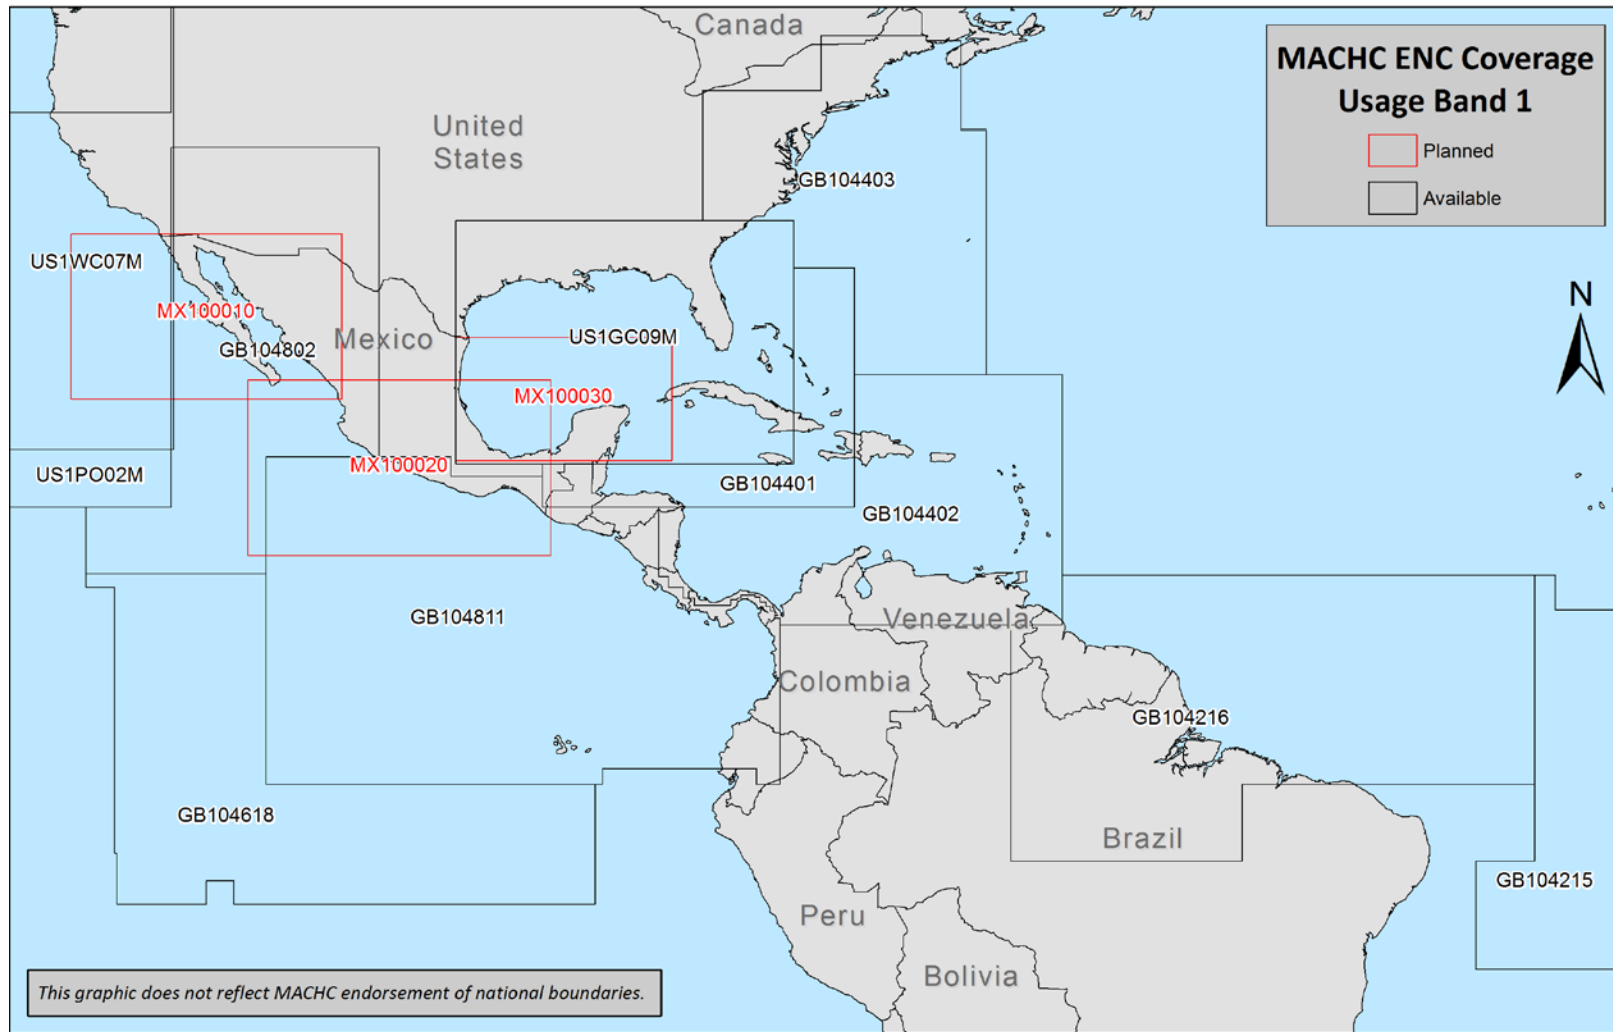 Canada
MACHC ENC Coverage
Usage Band 1
Planned
Available
United
States
GB104403
US1WC07M
MX100010
GB104802
Mexico
US1GC09M
MX100030
N
MX100020
US1PO02M
GB104401
GB104402
GB104811
Venezuela
Colombia
GB104216
GB104618
Brazil
GB104215
Peru
Bolivia
This graphic does not reflect MACHC endorsement of national boundaries.